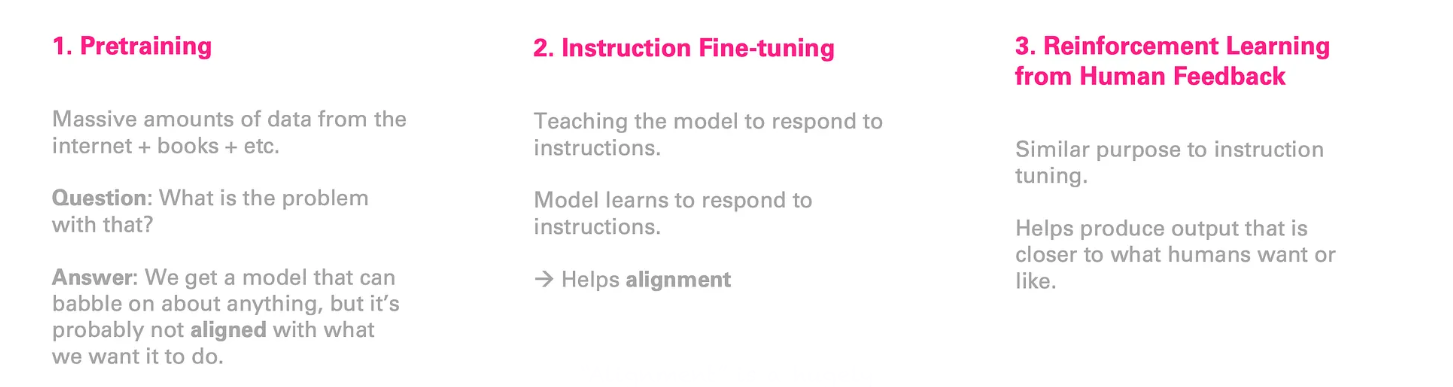 1. Pretraining
Massive amounts of data from the
internet + books + etc.
Question: What is the problem
with that?
Answer: We get a model that can
babble on about anything, but it’s
probably not aligned with what
we want it to do.
2. Instruction Fine-tuning
Teaching the model to respond to
instructions.
Model learns to respond to
instructions.
→ Helps alignment
3. Reinforcement Learning
from Human Feedback
Similar purpose to instruction
tuning.
Helps produce output that is
closer to what humans want or
like.